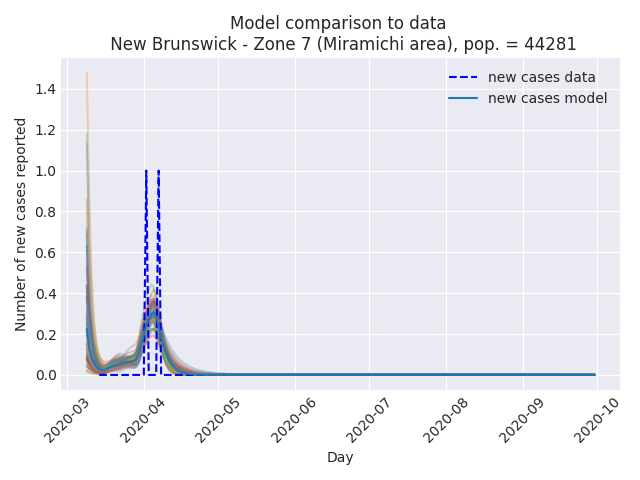 Model comparison to data
New Brunswick - Zone 7 (Miramichi area), pop. = 44281
new cases data
new cases model
Number of new cases reported
1.4
1.2
1.0
0.8
0.6
0.4
0.2
0.0
2020-03
2020-04
2020-05
2020-06
2020-07
2020-08
2020-09
2020-10
Day